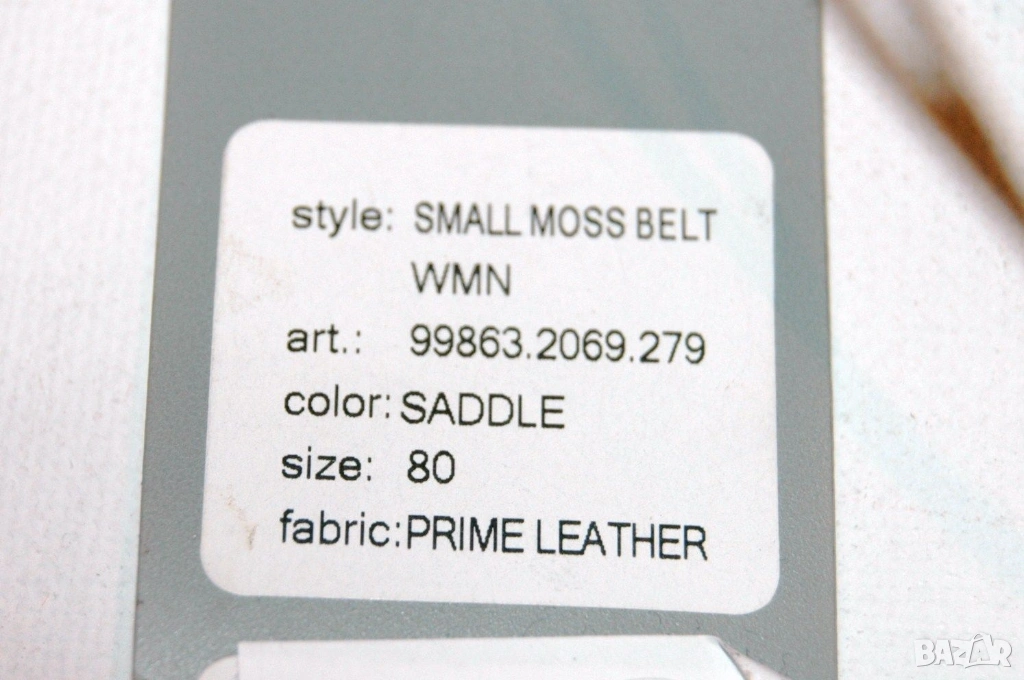 style: SMALL MOSS BELT
WMN
art.: 99863.2069.279
color: SADDLE
size: 80
fabric: PRIME LEATHER
BAZAR